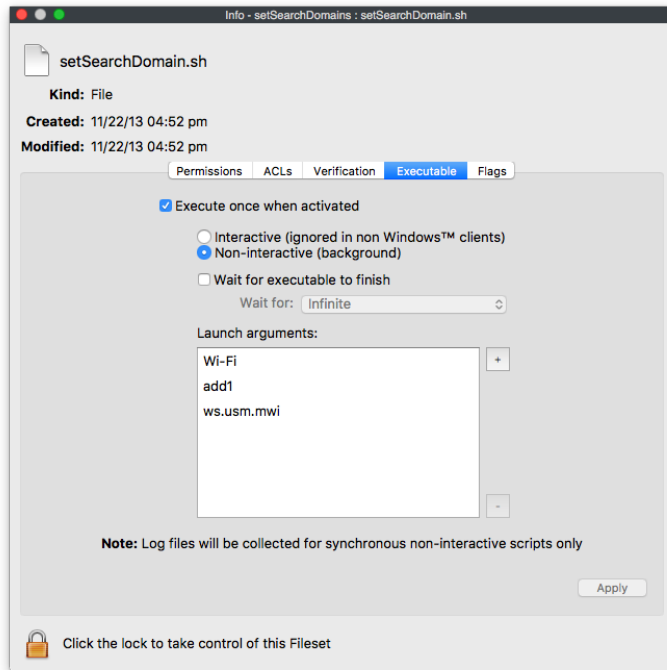 Info - setSearchDomains : setSearchDomain.sh
setSearchDomain.sh
Kind: File
Created: 11/22/13 04:52 pm
Modified: 11/22/13 04:52 pm
Permissions ACLs Verification Executable Flags
Execute once when activated
Interactive (ignored in non Windows™ clients)
Non-interactive (background)
Wait for executable to finish
Wait for: Infinite
Launch arguments:
Wi-Fi
+
add1
ws.usm.mwi
-
Note: Log files will be collected for synchronous non-interactive scripts only
Apply
Click the lock to take control of this Fileset